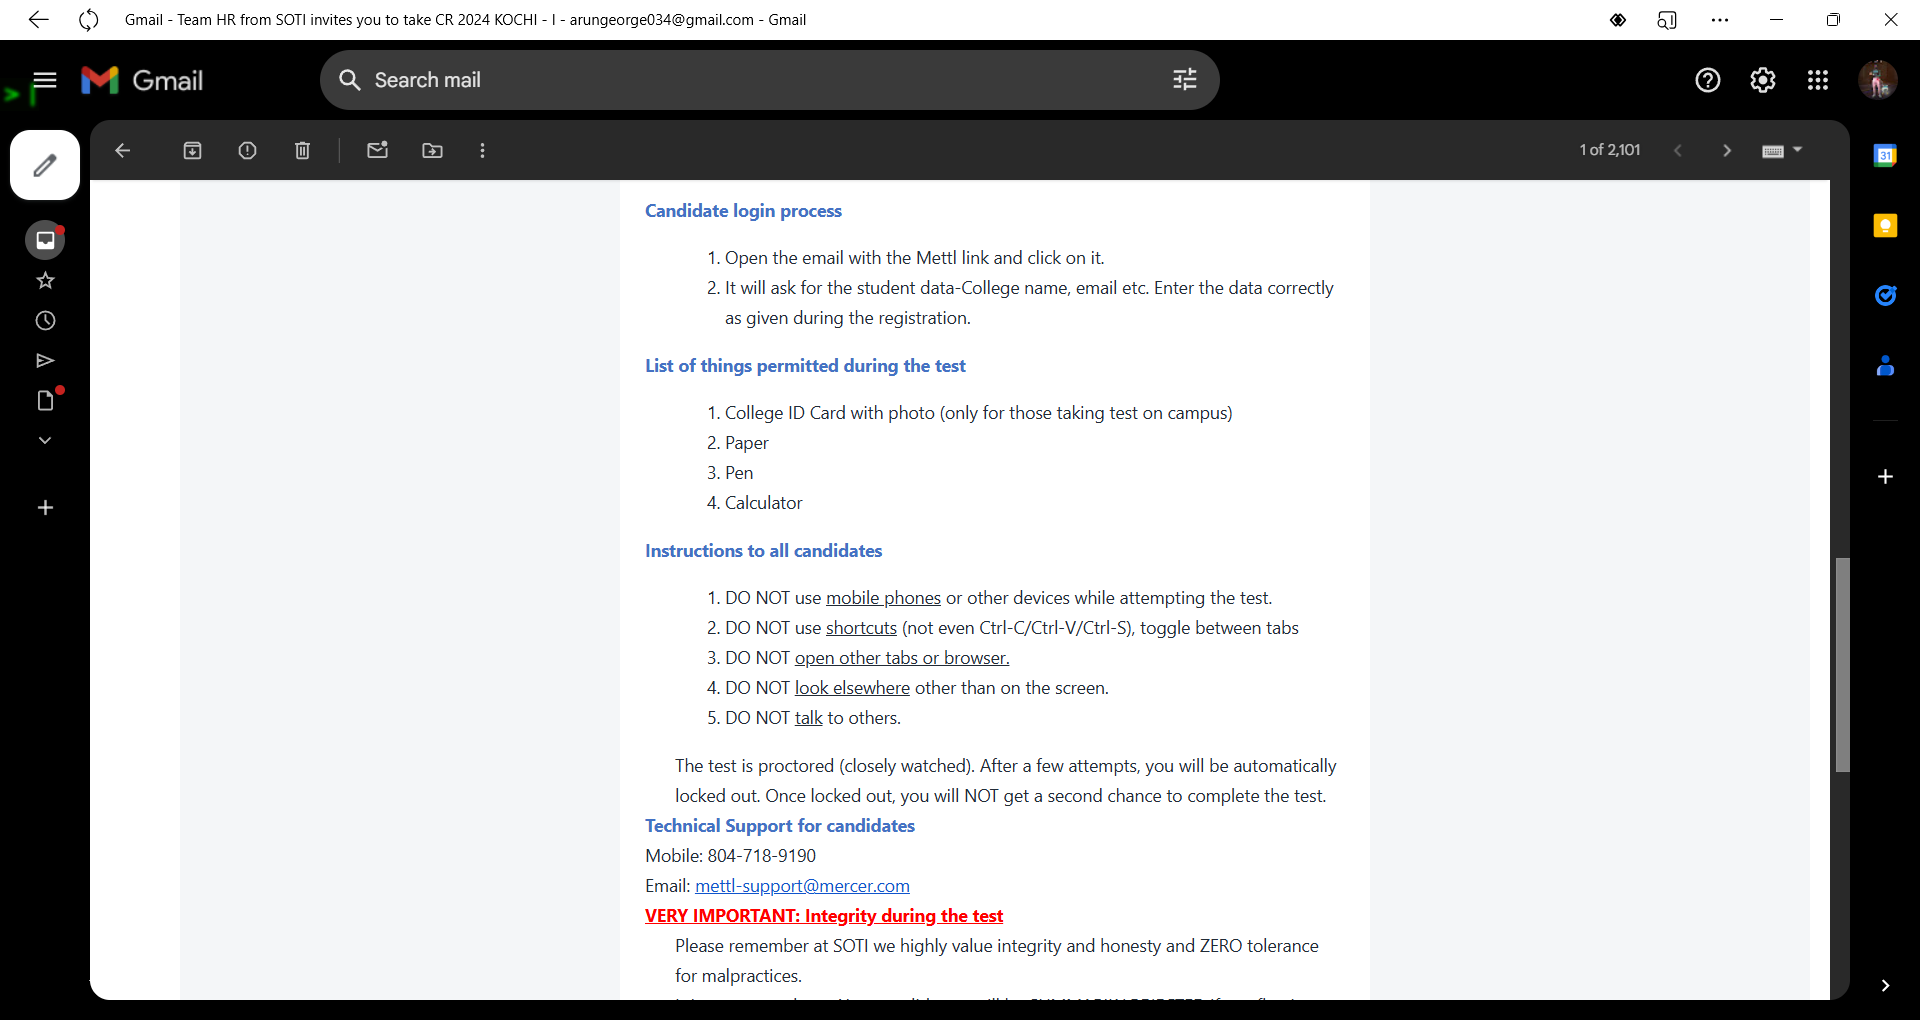 Gmail - Team HR from SOTI invites you to take CR 2024 KOCHI - I - arungeorge034@gmail.com - Gmail
Gmail
Search mail
1 of 2,101
31
Candidate login process
1. Open the email with the Mettl link and click on it.
2. It will ask for the student data-College name, email etc. Enter the data correctly
as given during the registration.
List of things permitted during the test
1. College ID Card with photo (only for those taking test on campus)
2. Paper
3. Pen
4. Calculator
Instructions to all candidates
1. DO NOT use mobile phones or other devices while attempting the test.
2. DO NOT use shortcuts (not even Ctrl-C/Ctrl-V/Ctrl-S), toggle between tabs
3. DO NOT open other tabs or browser.
4. DO NOT look elsewhere other than on the screen.
5. DO NOT talk to others.
The test is proctored (closely watched). After a few attempts, you will be automatically
locked out. Once locked out, you will NOT get a second chance to complete the test.
Technical Support for candidates
Mobile: 804-718-9190
Email: mettl-support@mercer.com
VERY IMPORTANT: Integrity during the test
Please remember at SOTI we highly value integrity and honesty and ZERO tolerance
for malpractices.